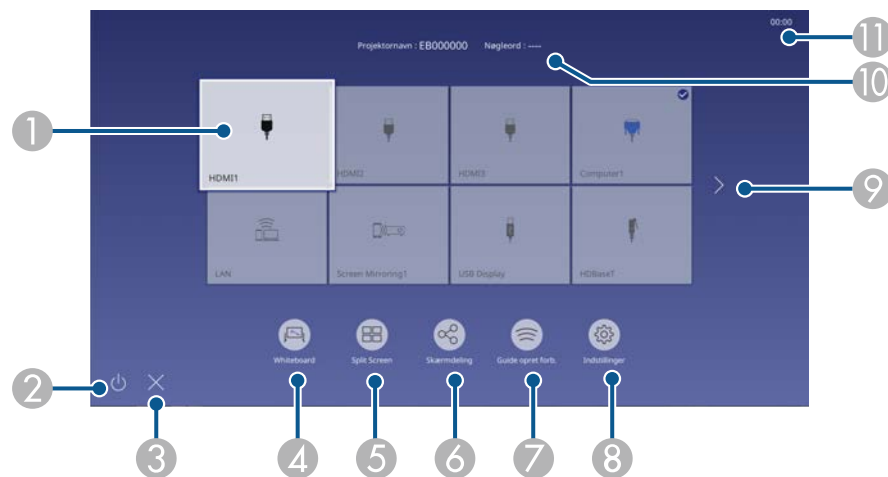 00:00
11
Projektornavn : EB000000 Nøgleord : ----
10
1
HDMI1
HDMI2
HDMI3
Computer1
9
LAN
Screen Mirroring1
USB Display
HDBaseT
Whiteboard
Split Screen
Skærmdeling
Guide opret forb.
Indstillinger
2
3
4
5
6
7
8